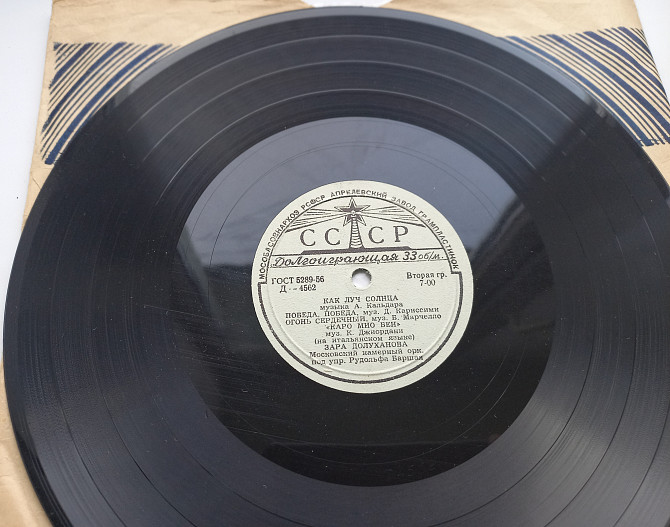 МОСОБЛСОВНАРХОЗ РСФСР АПРЕЛЕВСКИЙ ЗАВОД ГРАМПЛАСТИНОК
СССР
Долгоиграющая 33 об/м.
ГОСТ 5289-56 Вторая гр.
Д-4562 7-00
КАК ЛУЧ СОЛНЦА
музыка А. Кальдара
ПОБЕДА, ПОБЕДА, муз. Д. Кариссими
ОГОНЬ СЕРДЕЧНЫЙ, муз. Б. Марчелло
«КАРО МИО БЕН»
муз. К. Джиордани
(на итальянском языке)
ЗАРА ДОЛУХАНОВА
Московский камерный орк.
под упр. Рудольфа Баршая